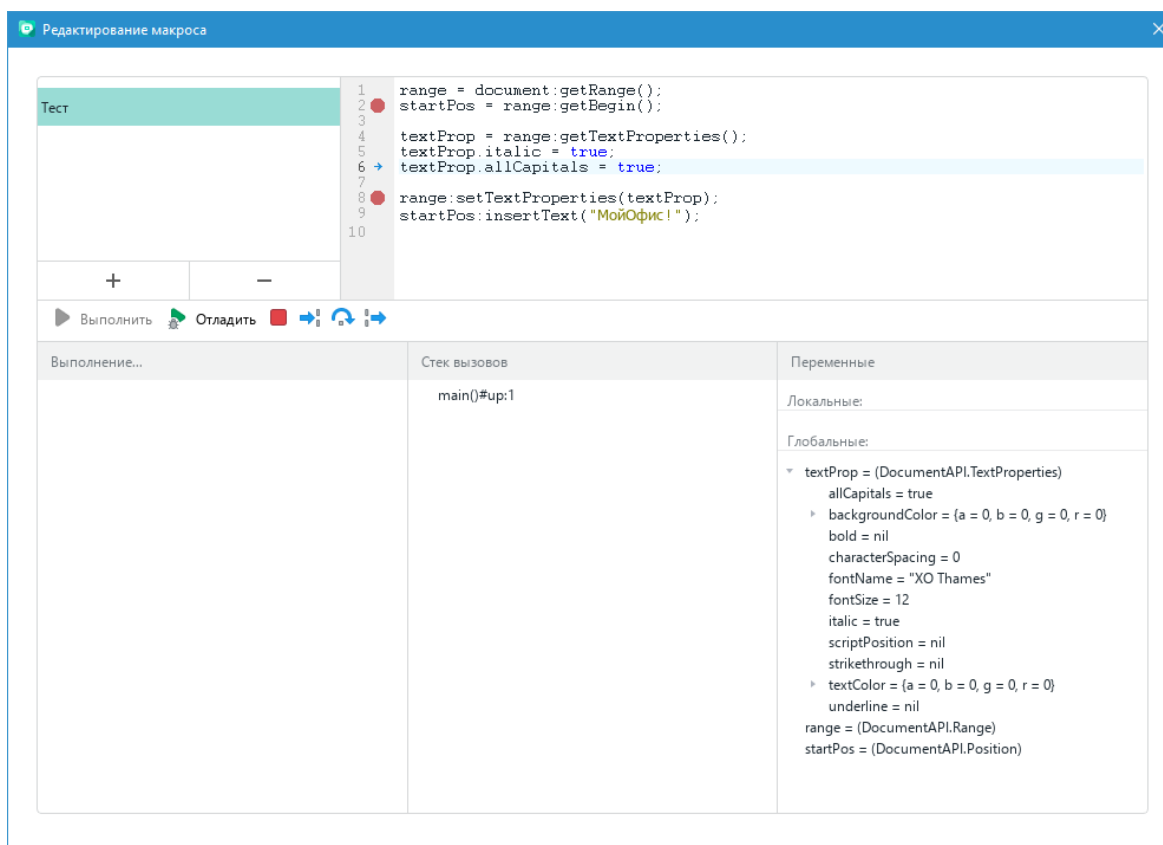 Редактирование макроса
Тест
1 range = document:getRange();
2 startPos = range:getBegin();
3
4 textProp = range:getTextProperties();
5 textProp.italic = true;
6 textProp.allCapitals = true;
7
8 range:setTextProperties(textProp);
9 startPos:insertText("МойОфис!");
10
+ −
Выполнить Отладить
Выполнение... Стек вызовов Переменные
main()#up:1
Локальные:
Глобальные:
textProp = (DocumentAPI.TextProperties)
allCapitals = true
backgroundColor = {a = 0, b = 0, g = 0, r = 0}
bold = nil
characterSpacing = 0
fontName = "XO Thames"
fontSize = 12
italic = true
scriptPosition = nil
strikethrough = nil
textColor = {a = 0, b = 0, g = 0, r = 0}
underline = nil
range = (DocumentAPI.Range)
startPos = (DocumentAPI.Position)